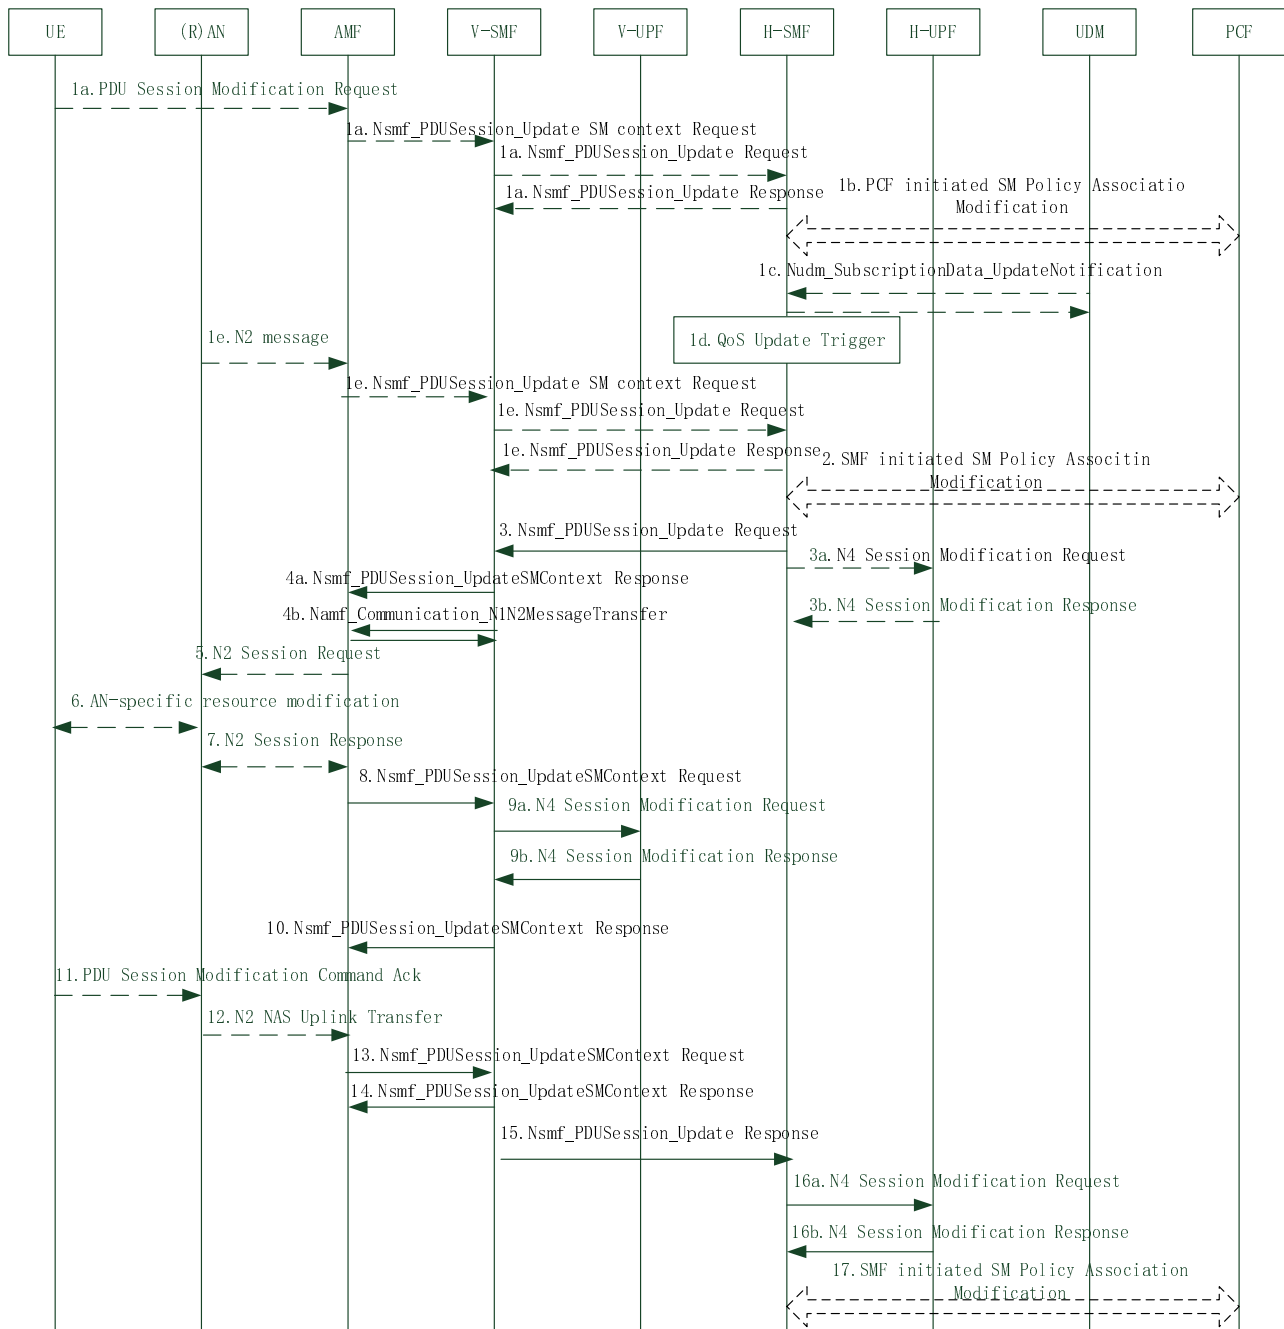 UE
(R)AN
AMF
V-SMF
V-UPF
H-SMF
H-UPF
UDM
PCF
1a.PDU Session Modification Request
1a.Nsmf_PDUSession_Update SM context Request
1a.Nsmf_PDUSession_Update Request
1a.Nsmf_PDUSession_Update Response
1b.PCF initiated SM Policy Associatio
Modification
1c.Nudm_SubscriptionData_UpdateNotification
1d.QoS Update Trigger
1e.N2 message
1e.Nsmf_PDUSession_Update SM context Request
1e.Nsmf_PDUSession_Update Request
1e.Nsmf_PDUSession_Update Response
2.SMF initiated SM Policy Associtin
Modification
3.Nsmf_PDUSession_Update Request
3a.N4 Session Modification Request
4a.Nsmf_PDUSession_UpdateSMContext Response
3b.N4 Session Modification Response
4b.Namf_Communication_N1N2MessageTransfer
5.N2 Session Request
6.AN-specific resource modification
7.N2 Session Response
8.Nsmf_PDUSession_UpdateSMContext Request
9a.N4 Session Modification Request
9b.N4 Session Modification Response
10.Nsmf_PDUSession_UpdateSMContext Response
11.PDU Session Modification Command Ack
12.N2 NAS Uplink Transfer
13.Nsmf_PDUSession_UpdateSMContext Request
14.Nsmf_PDUSession_UpdateSMContext Response
15.Nsmf_PDUSession_Update Response
16a.N4 Session Modification Request
16b.N4 Session Modification Response
17.SMF initiated SM Policy Association
Modification